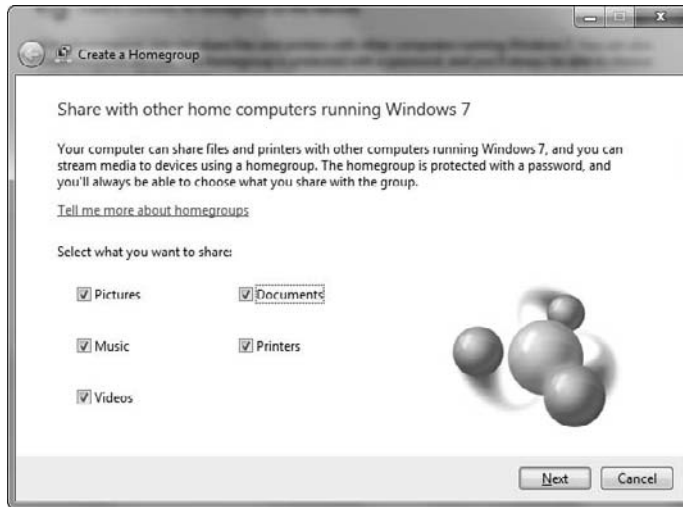 Create a Homegroup
Share with other home computers running Windows 7
Your computer can share files and printers with other computers running Windows 7, and you can
stream media to devices using a homegroup. The homegroup is protected with a password, and
you'll always be able to choose what you share with the group.
Tell me more about homegroups
Select what you want to share:
Pictures Documents
Music Printers
Videos
Next Cancel